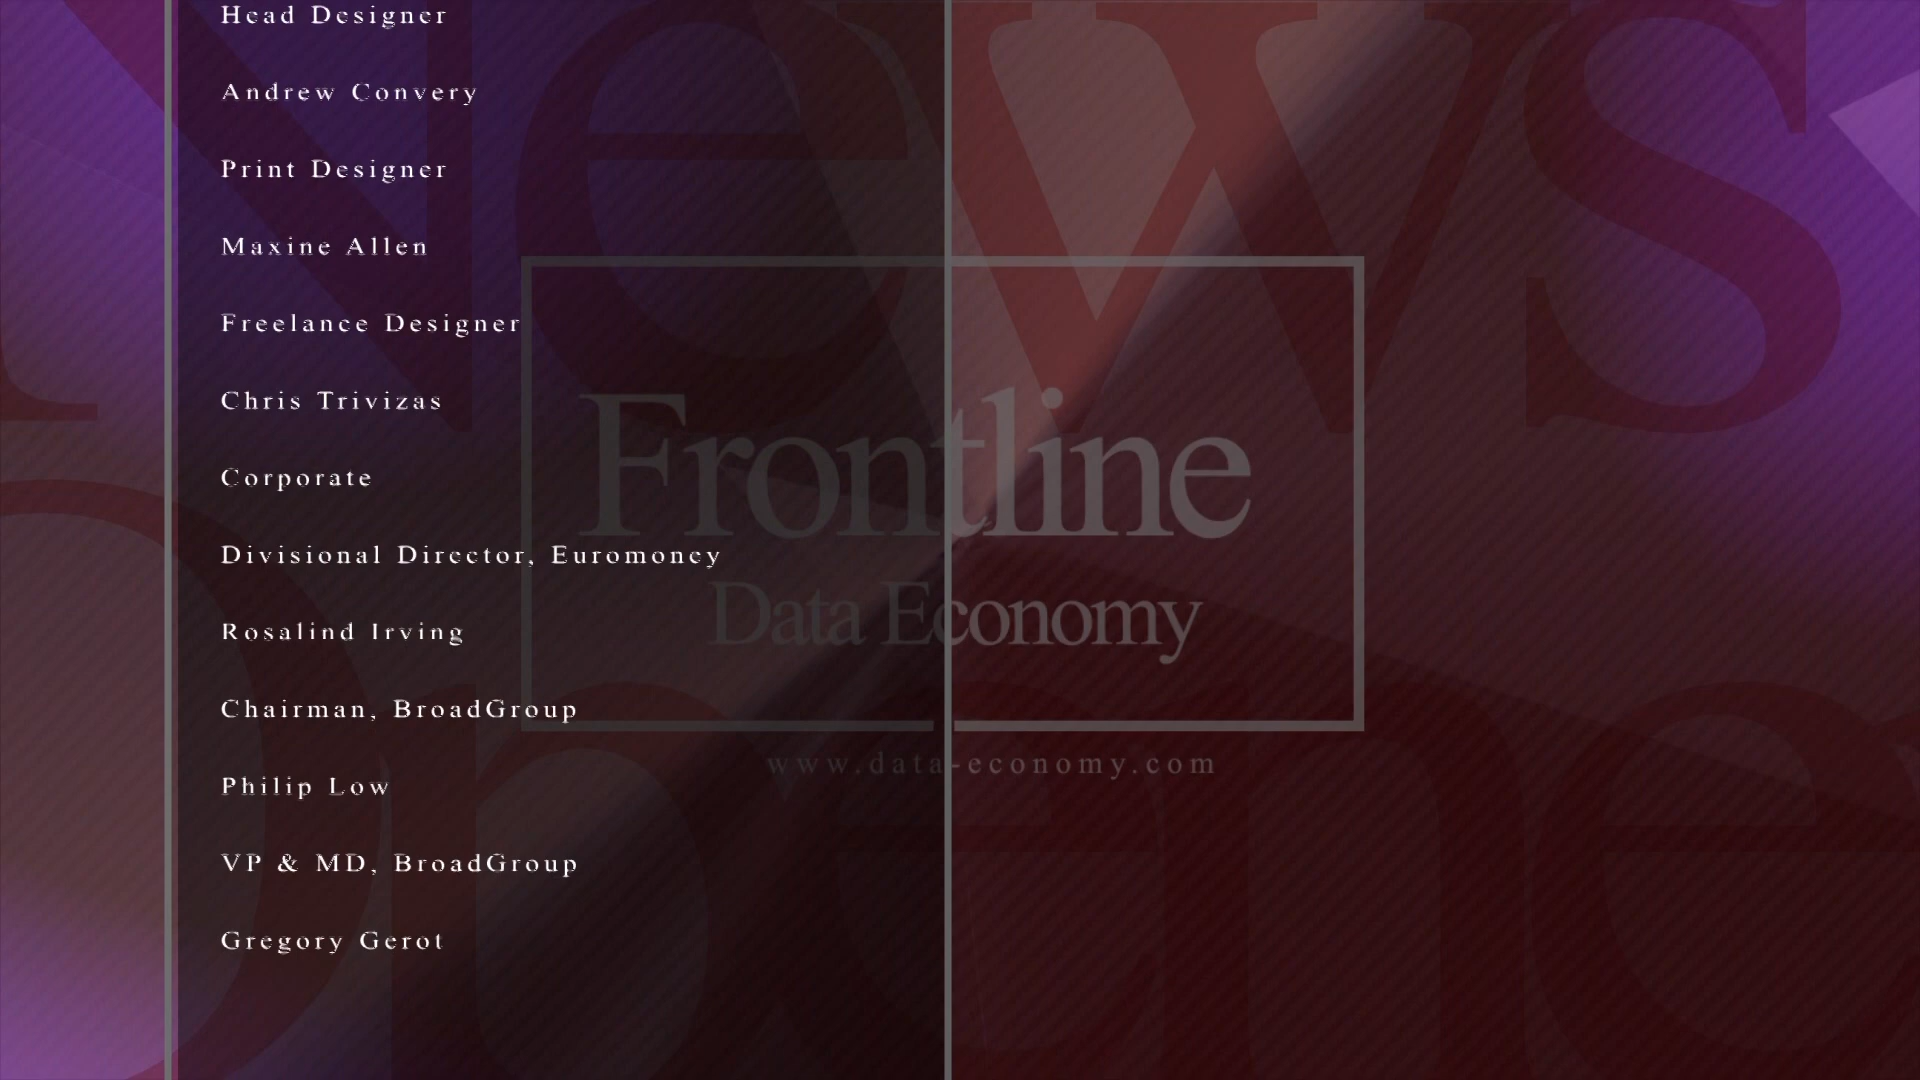 News
Head Designer
Andrew Convery
Print Designer
Maxine Allen
Freelance Designer
Chris Trivizas
Corporate
Divisional Director, Euromoney
Rosalind Irving
Chairman, BroadGroup
Philip Low
VP & MD, BroadGroup
Gregory Gerot
Frontline
Data Economy
www.data-economy.com